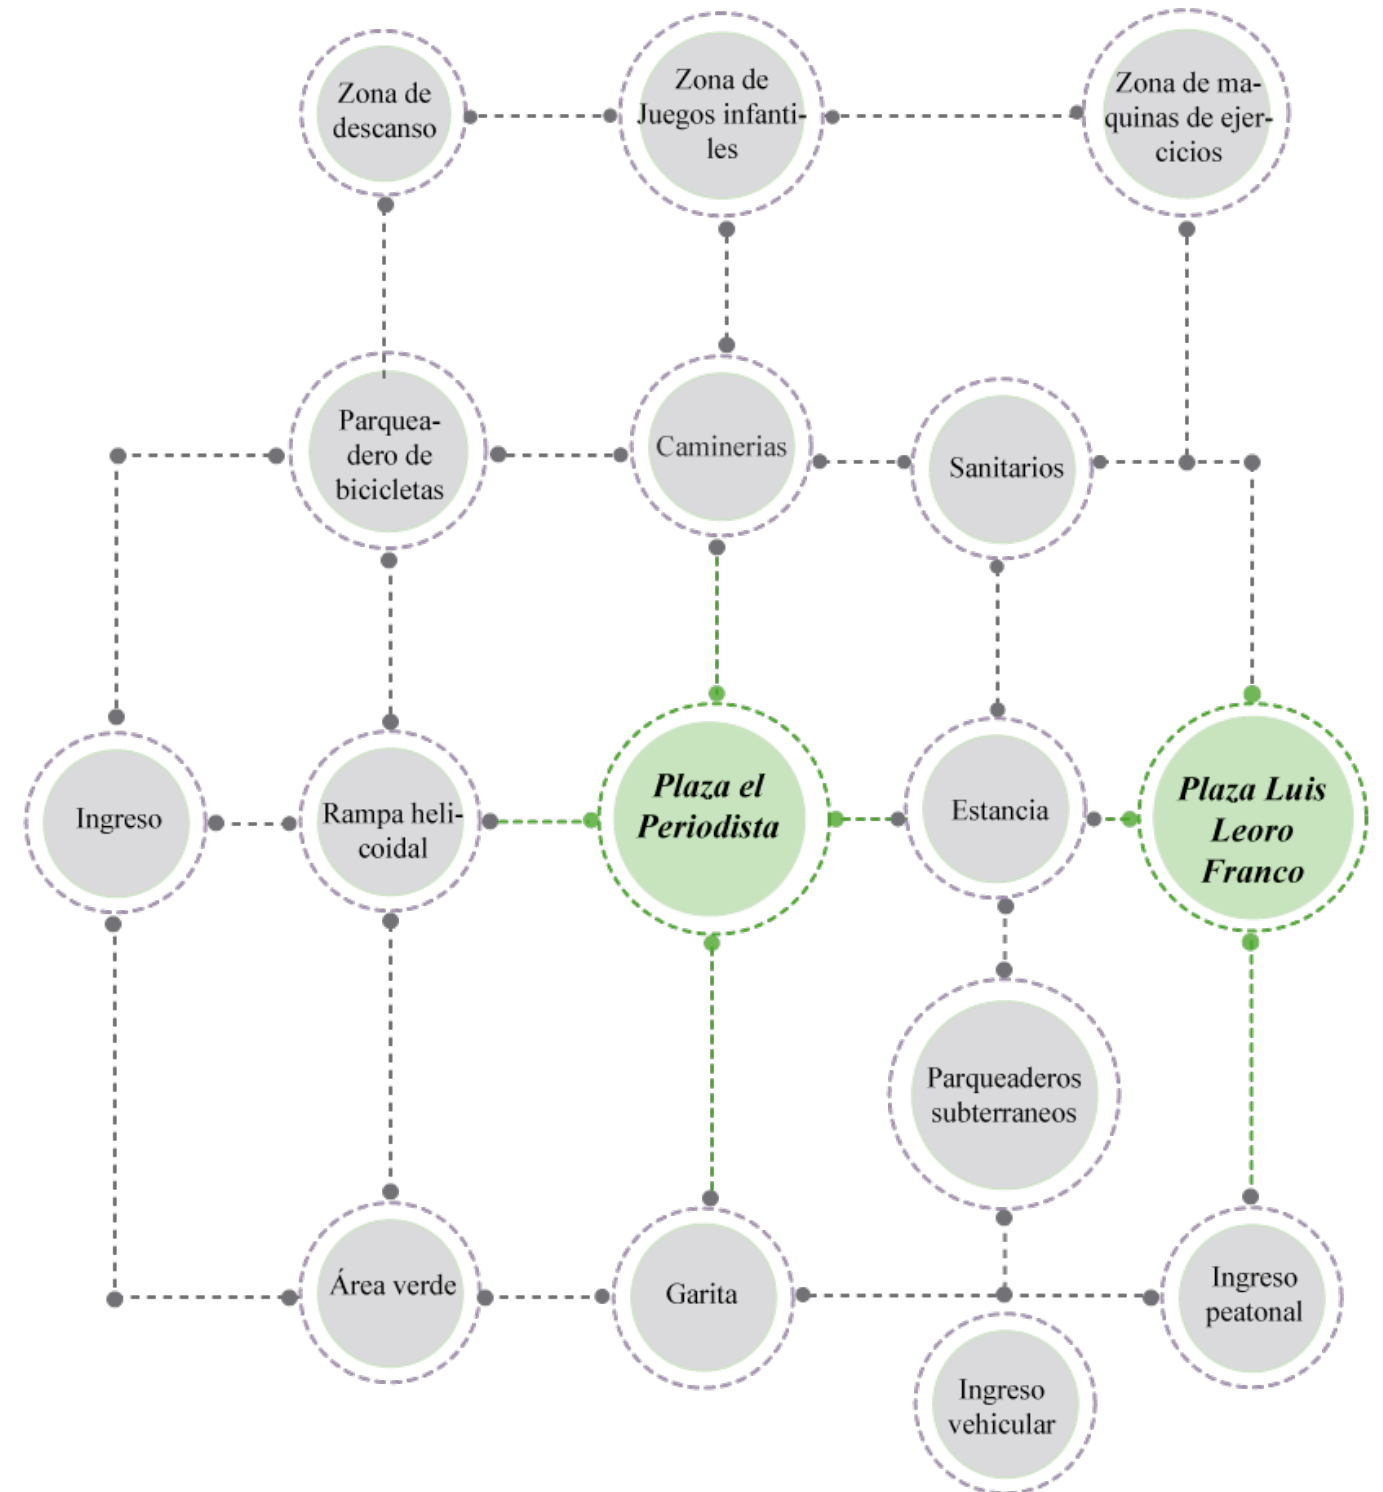 Zona de
descanso
Zona de
Juegos infanti-
les
Zona de ma-
quinas de ejer-
cicios
Parquea-
dero de
bicicletas
Caminerias
Sanitarios
Ingreso
Rampa heli-
coidal
Plaza el
Periodista
Estancia
Plaza Luis
Leoro
Franco
Parqueaderos
subterraneos
Área verde
Garita
Ingreso
peatonal
Ingreso
vehicular